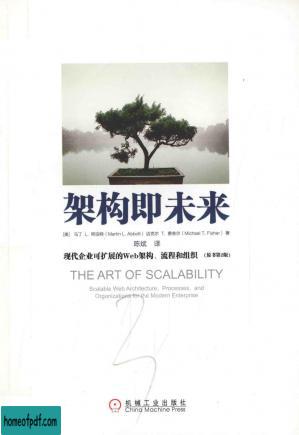 架构即未来
[美] 马丁 L. 阿伯特 (Martin L. Abbott) 迈克尔 T. 费舍尔 (Michael T. Fisher) 著
陈斌 译
现代企业可扩展的Web架构、流程和组织 (原书第2版)
THE ART OF SCALABILITY
Scalable Web Architecture, Processes, and
Organizations for the Modern Enterprise
机械工业出版社
China Machine Press
homeofpdf.com
homeofpdf.com